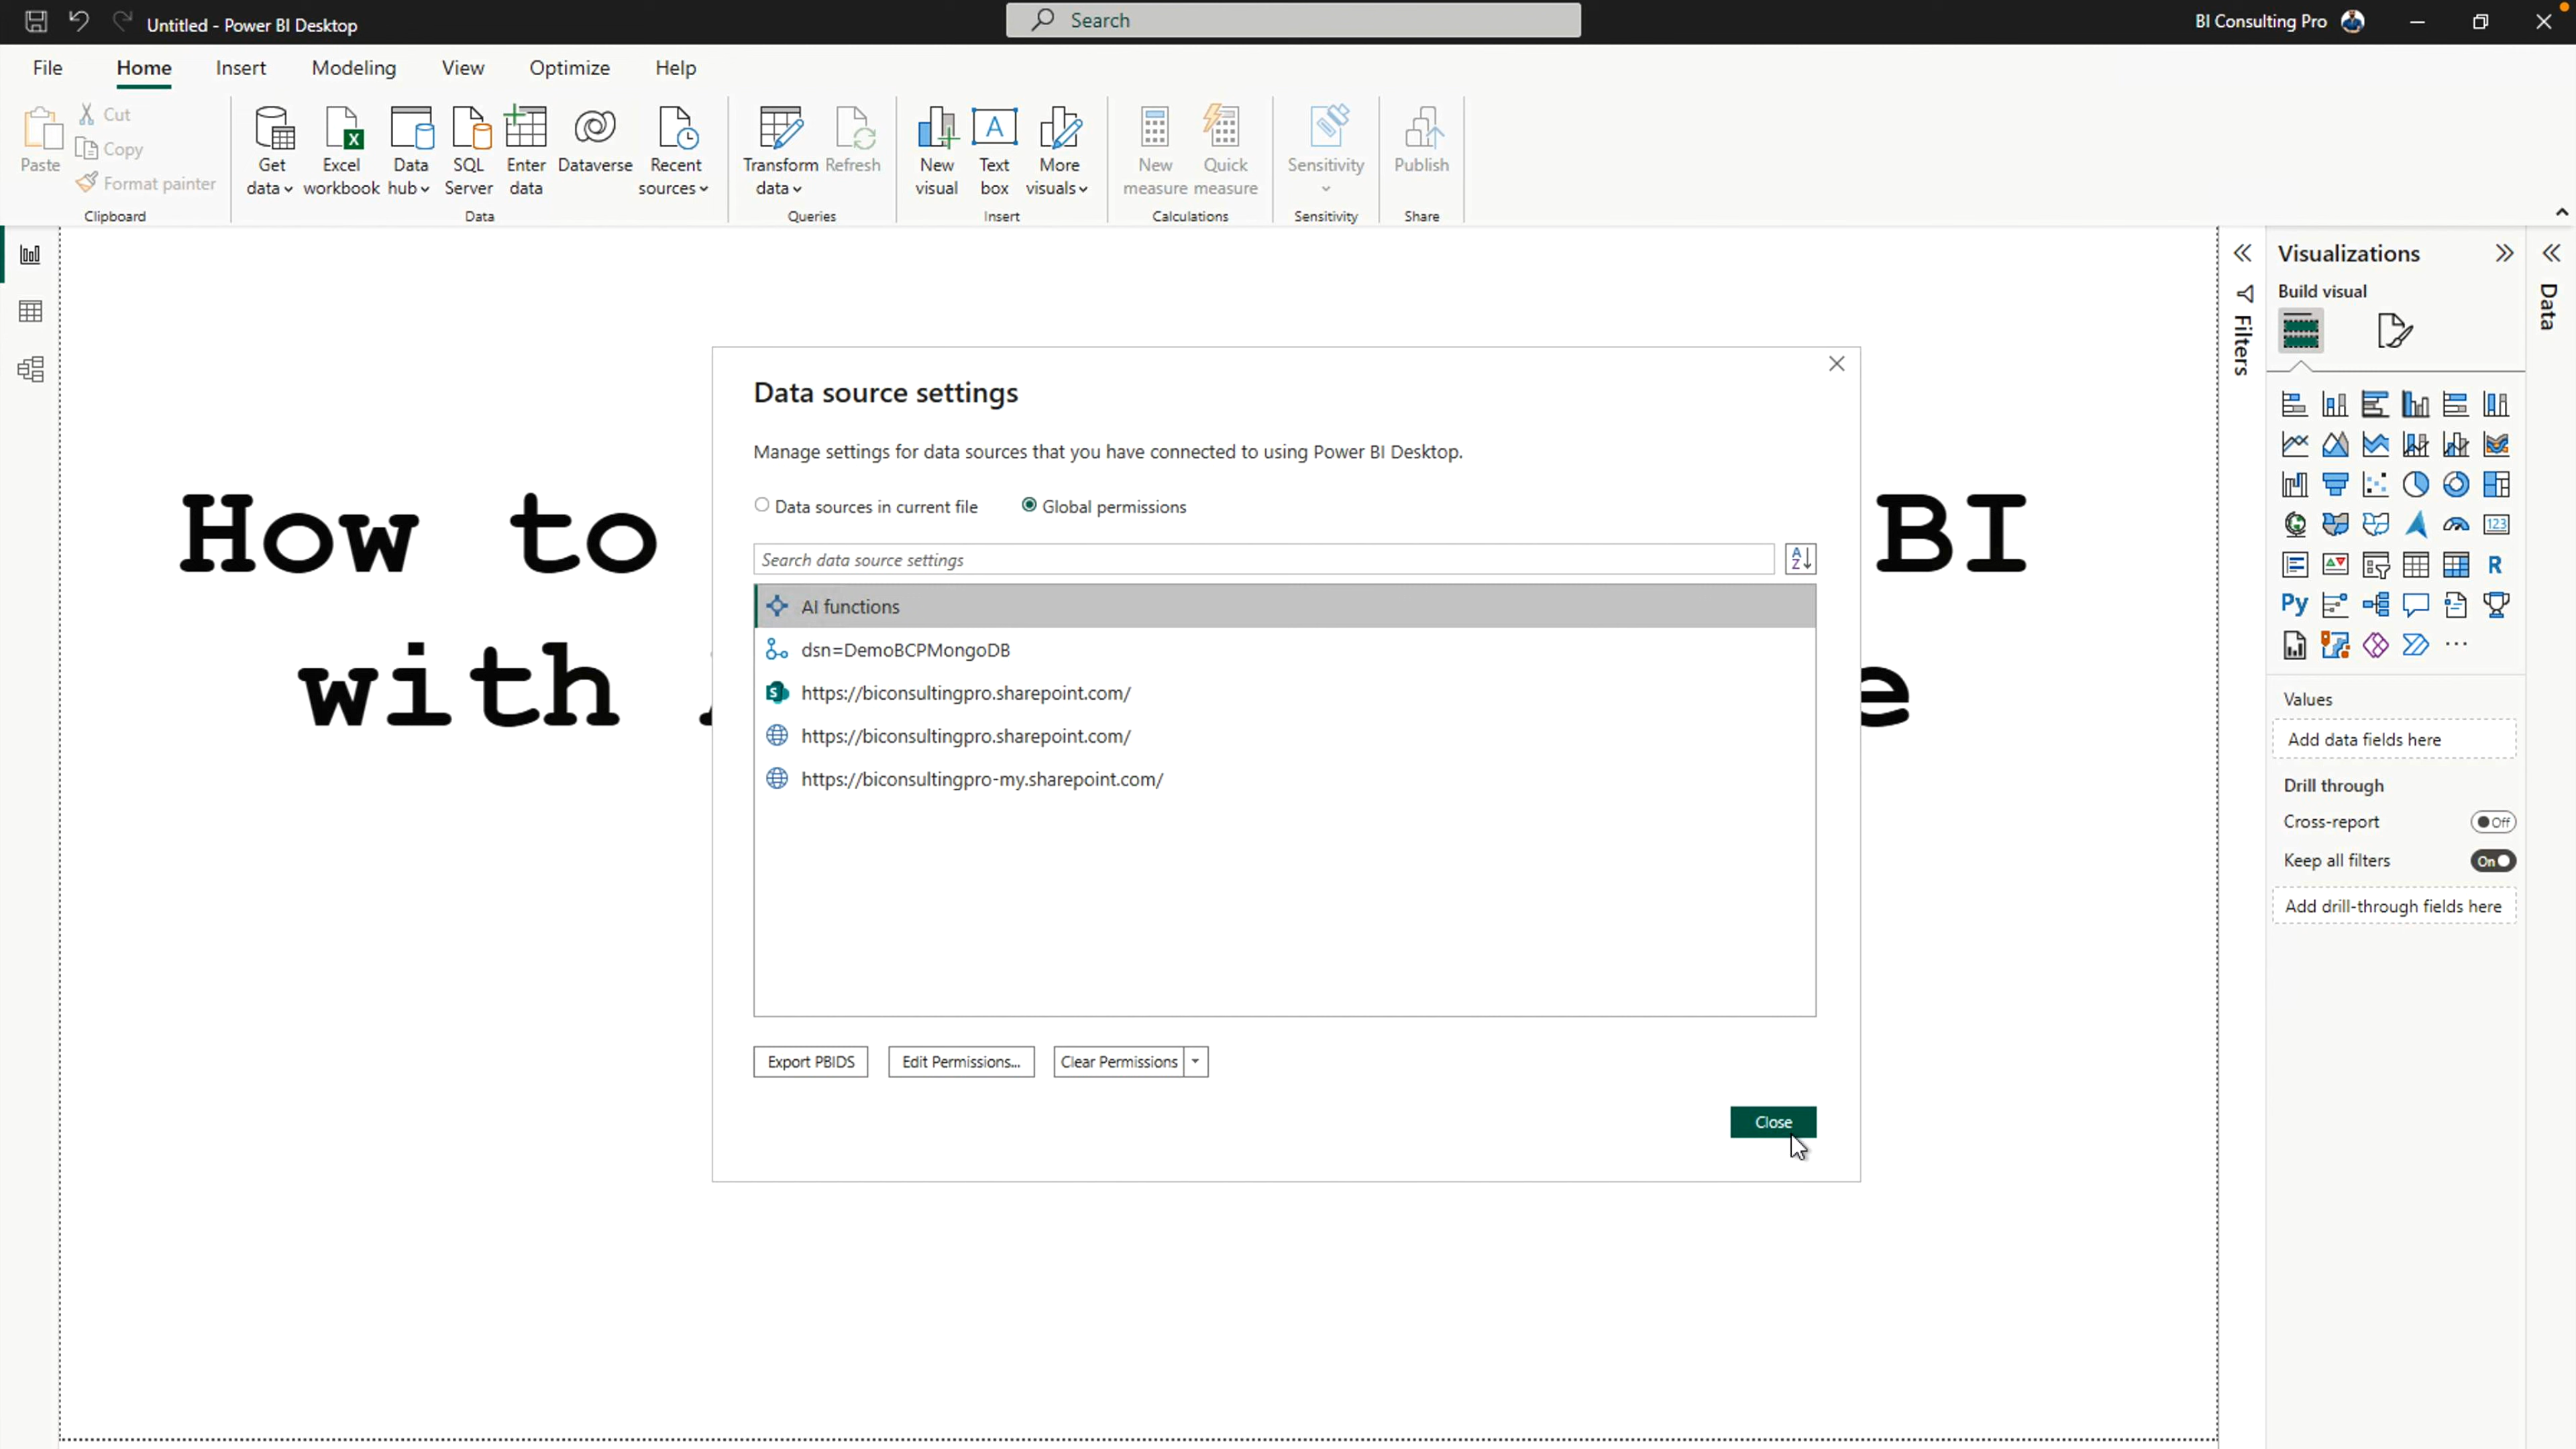 Untitled - Power BI Desktop
Search
BI Consulting Pro
File Home Insert Modeling View Optimize Help
Paste
Cut
Copy
Format painter
Clipboard
Get data
Excel workbook
Data hub
SQL Server
Enter data
Dataverse
Recent sources
Data
Transform data
Refresh
Queries
New visual
Text box
More visuals
Insert
New measure
Quick measure
Calculations
Sensitivity
Sensitivity
Publish
Share
How to BI
with e
Data source settings
Manage settings for data sources that you have connected to using Power BI Desktop.
Data sources in current file Global permissions
Search data source settings
AI functions
dsn=DemoBCPMongoDB
https://biconsultingpro.sharepoint.com/
https://biconsultingpro.sharepoint.com/
https://biconsultingpro-my.sharepoint.com/
Export PBIDS Edit Permissions... Clear Permissions
Close
Filters
Visualizations
Build visual
123
R
Py
Values
Add data fields here
Drill through
Cross-report Off
Keep all filters On
Add drill-through fields here
Data